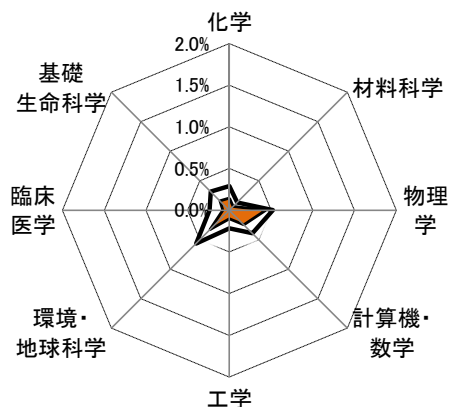 化学
2.0%
1.5%
1.0%
0.5%
0.0%
材料科学
物理
学
計算機・
数学
工学
環境・
地球科学
臨床
医学
基礎
生命科学